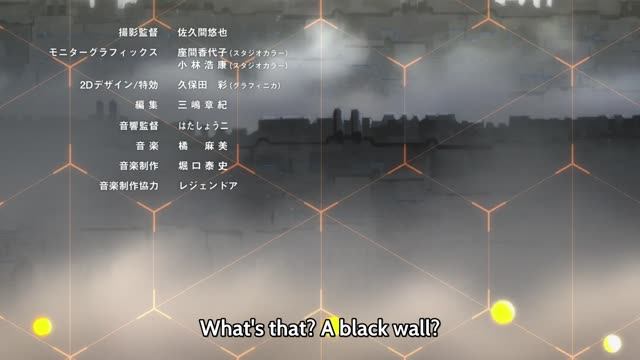 撮影監督 佐久間悠也
モニターグラフィックス 座間香代子(スタジオカラー)
小林浩康(スタジオカラー)
2Dデザイン/特効 久保田 彩(グラフィニカ)
編集 三嶋章紀
音響監督 はたしょう二
音楽 橘 麻美
音楽制作 堀口泰史
音楽制作協力 レジェンドア
What's that? A black wall?